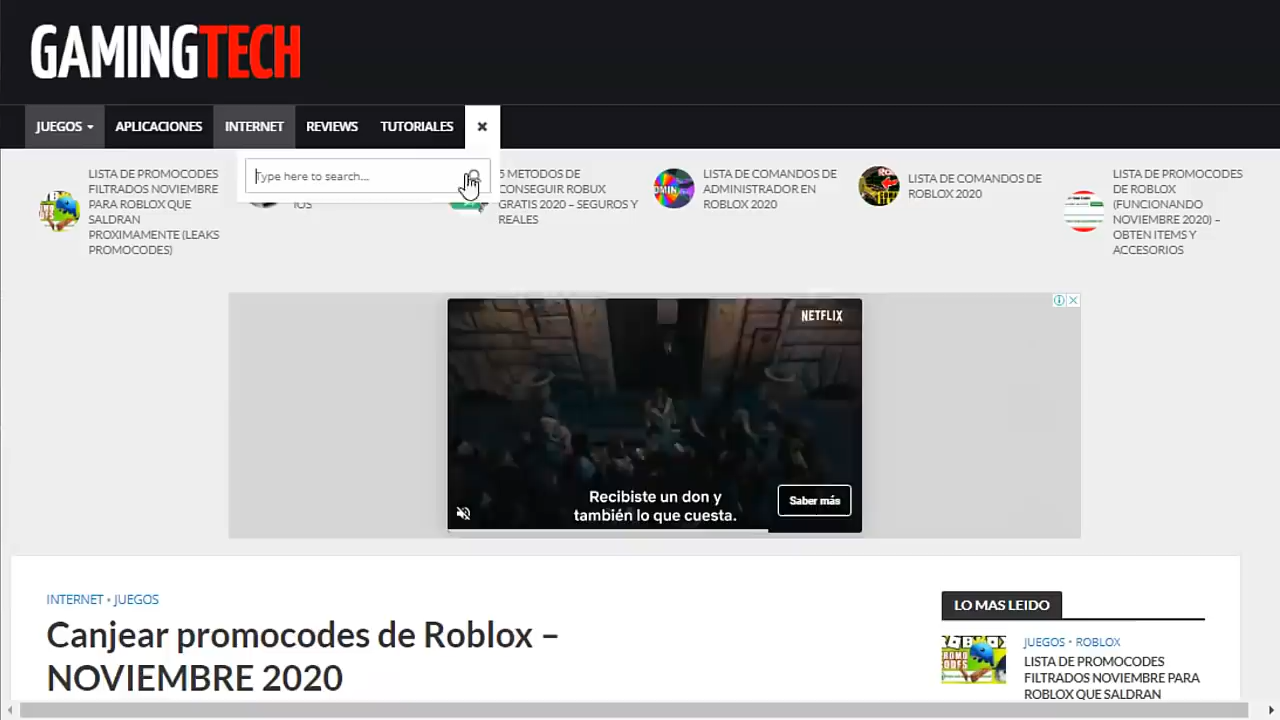 GAMINGTECH
JUEGOS
APLICACIONES
INTERNET
REVIEWS
TUTORIALES
Type here to search....
LISTA DE PROMOCODES
FILTRADOS NOVIEMBRE
PARA ROBLOX QUE
SALDRAN
PROXIMAMENTE (LEAKS
PROMOCODES)
IOS
5 METODOS DE
CONSEGUIR ROBUX
GRATIS 2020 – SEGUROS Y
REALES
LISTA DE COMANDOS DE
ADMINISTRADOR EN
ROBLOX 2020
LISTA DE COMANDOS DE
ROBLOX 2020
LISTA DE PROMOCODES
DE ROBLOX
(FUNCIONANDO
NOVIEMBRE 2020) –
OBTEN ITEMS Y
ACCESORIOS
NETFLIX
Recibiste un don y
también lo que cuesta.
Saber más
INTERNET • JUEGOS
Canjear promocodes de Roblox –
NOVIEMBRE 2020
LO MAS LEIDO
JUEGOS • ROBLOX
LISTA DE PROMOCODES
FILTRADOS NOVIEMBRE PARA
ROBLOX QUE SALDRAN